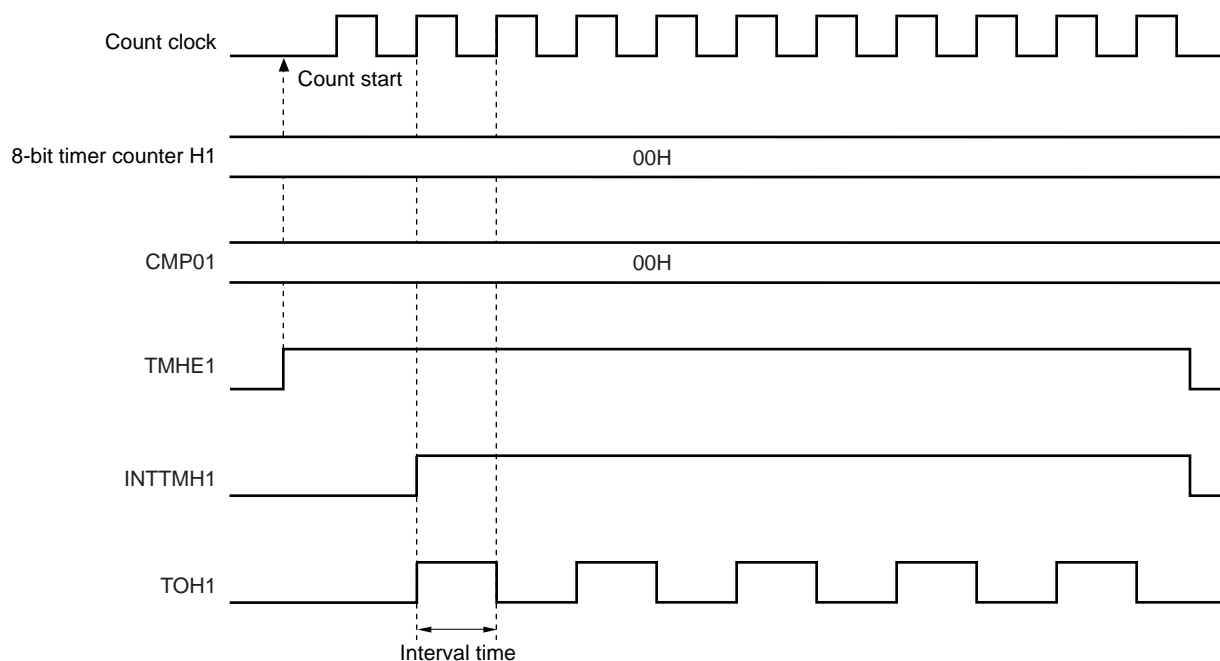 Count clock
Count start
8-bit timer counter H1
00H
CMP01
00H
TMHE1
INTTMH1
TOH1
Interval time